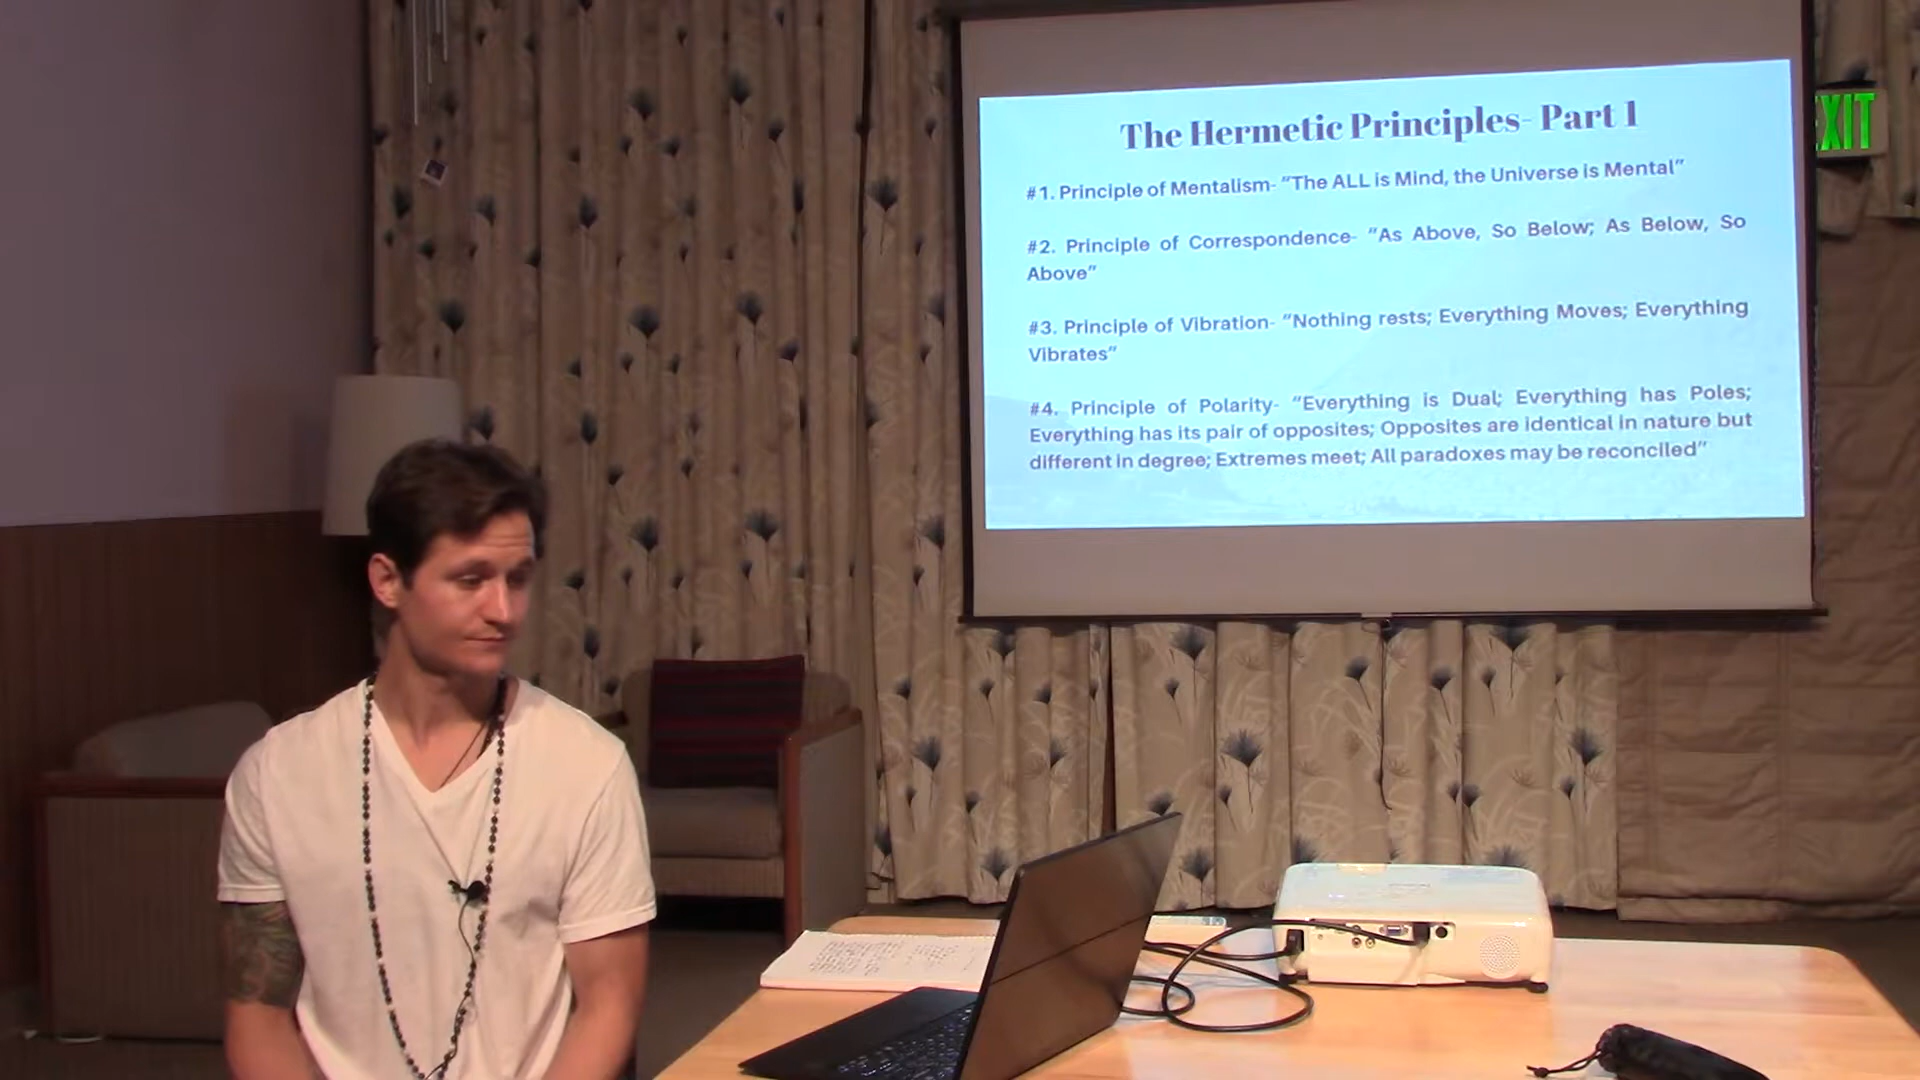 The Hermetic Principles- Part 1
#1. Principle of Mentalism- “The ALL is Mind, the Universe is Mental”
#2. Principle of Correspondence- “As Above, So Below; As Below, So
Above”
#3. Principle of Vibration- “Nothing rests; Everything Moves; Everything
Vibrates”
#4. Principle of Polarity- “Everything is Dual; Everything has Poles;
Everything has its pair of opposites; Opposites are identical in nature but
different in degree; Extremes meet; All paradoxes may be reconciled”
EXIT